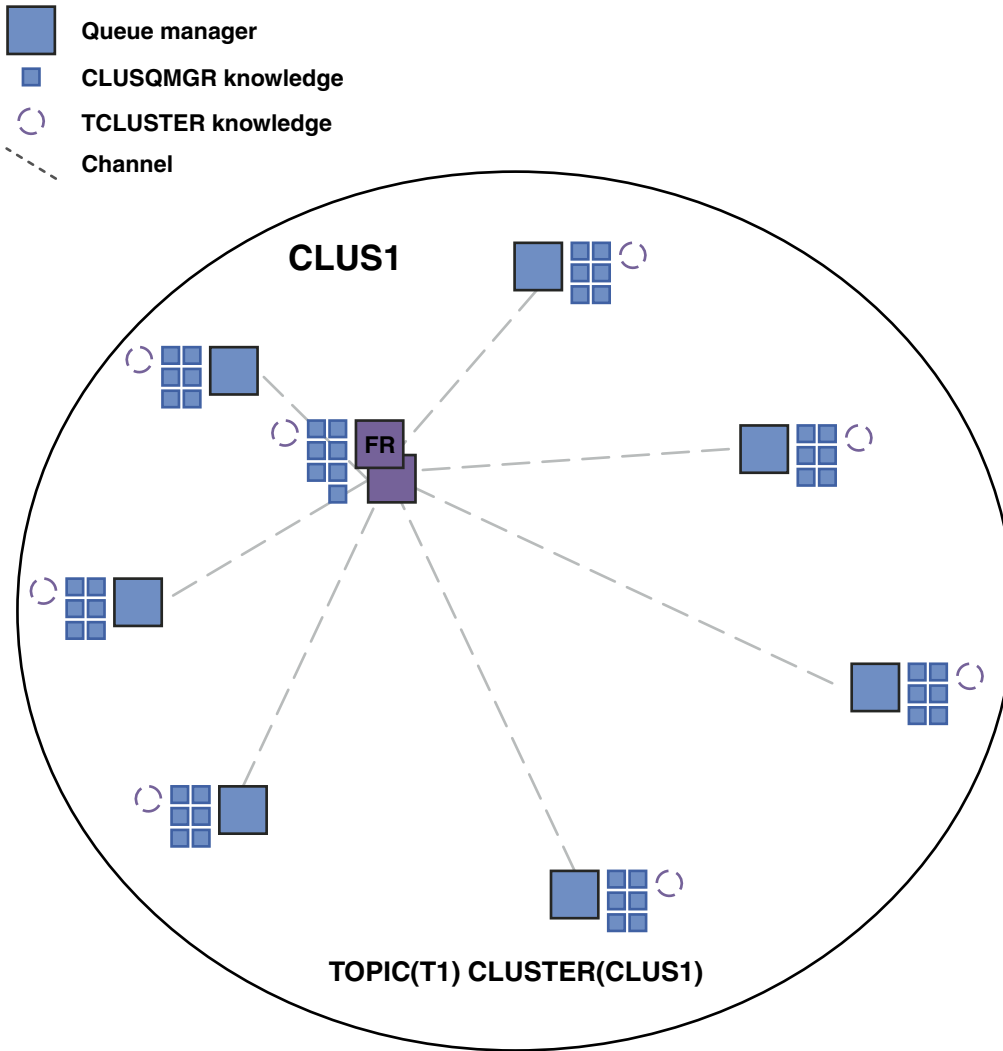 Queue manager
CLUSQMGR knowledge
TCLUSTER knowledge
Channel
CLUS1
FR
TOPIC(T1) CLUSTER(CLUS1)